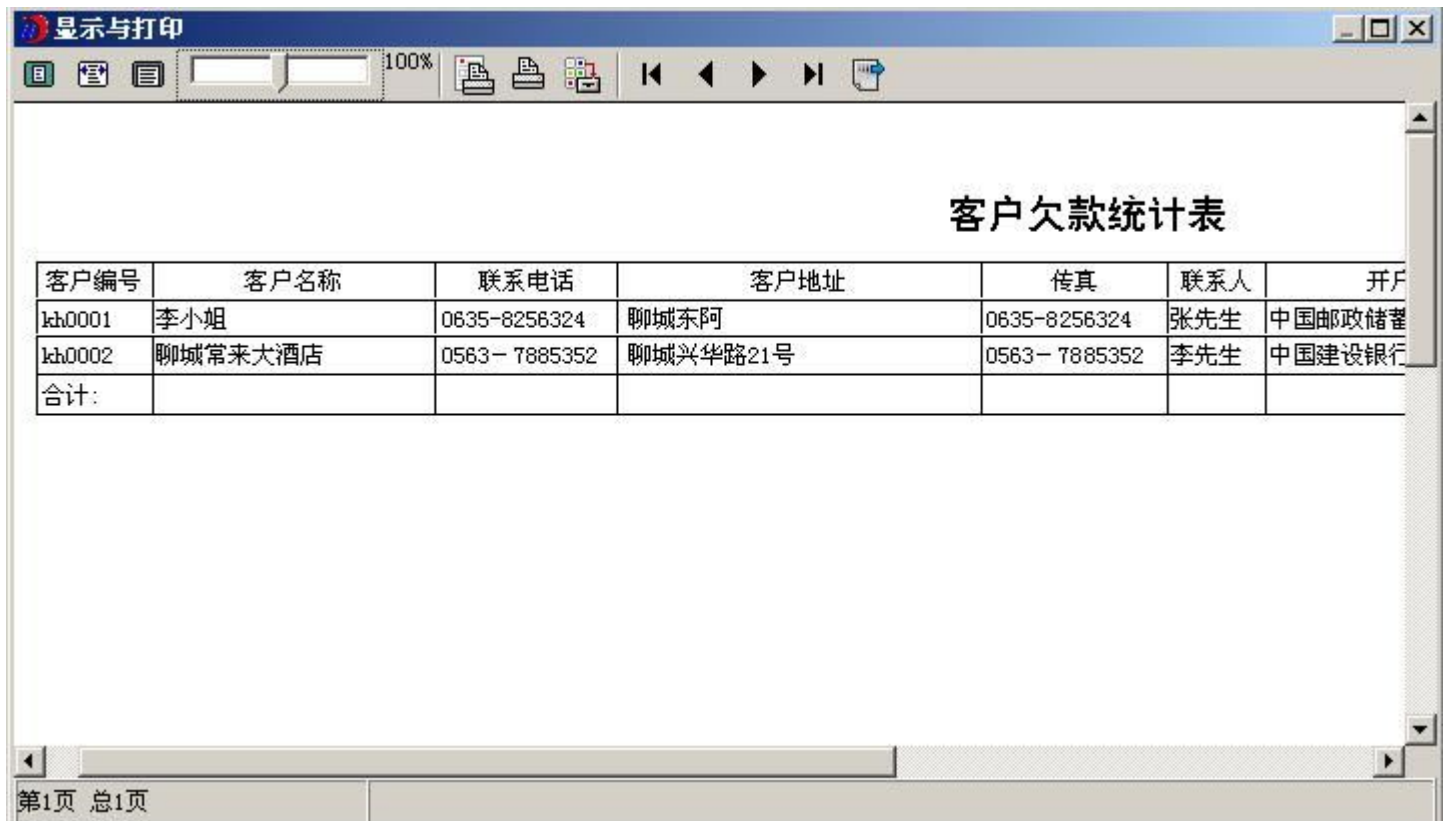 显示与打印
100%
客户欠款统计表
客户编号 客户名称 联系电话 客户地址 传真 联系人 开户
kh0001 李小姐 0635-8256324 聊城东阿 0635-8256324 张先生 中国邮政储蓄
kh0002 聊城常来大酒店 0563－7885352 聊城兴华路21号 0563－7885352 李先生 中国建设银行
合计:
第1页 总1页